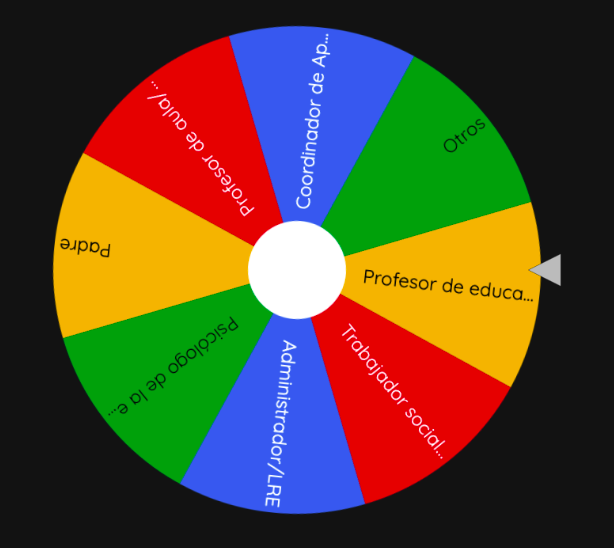 Coordinador de Ap...
Otros
Profesor de educa...
Trabajador social...
Administrador/LRE
Psicólogo de la e...
Padre
Profesor de aula/...